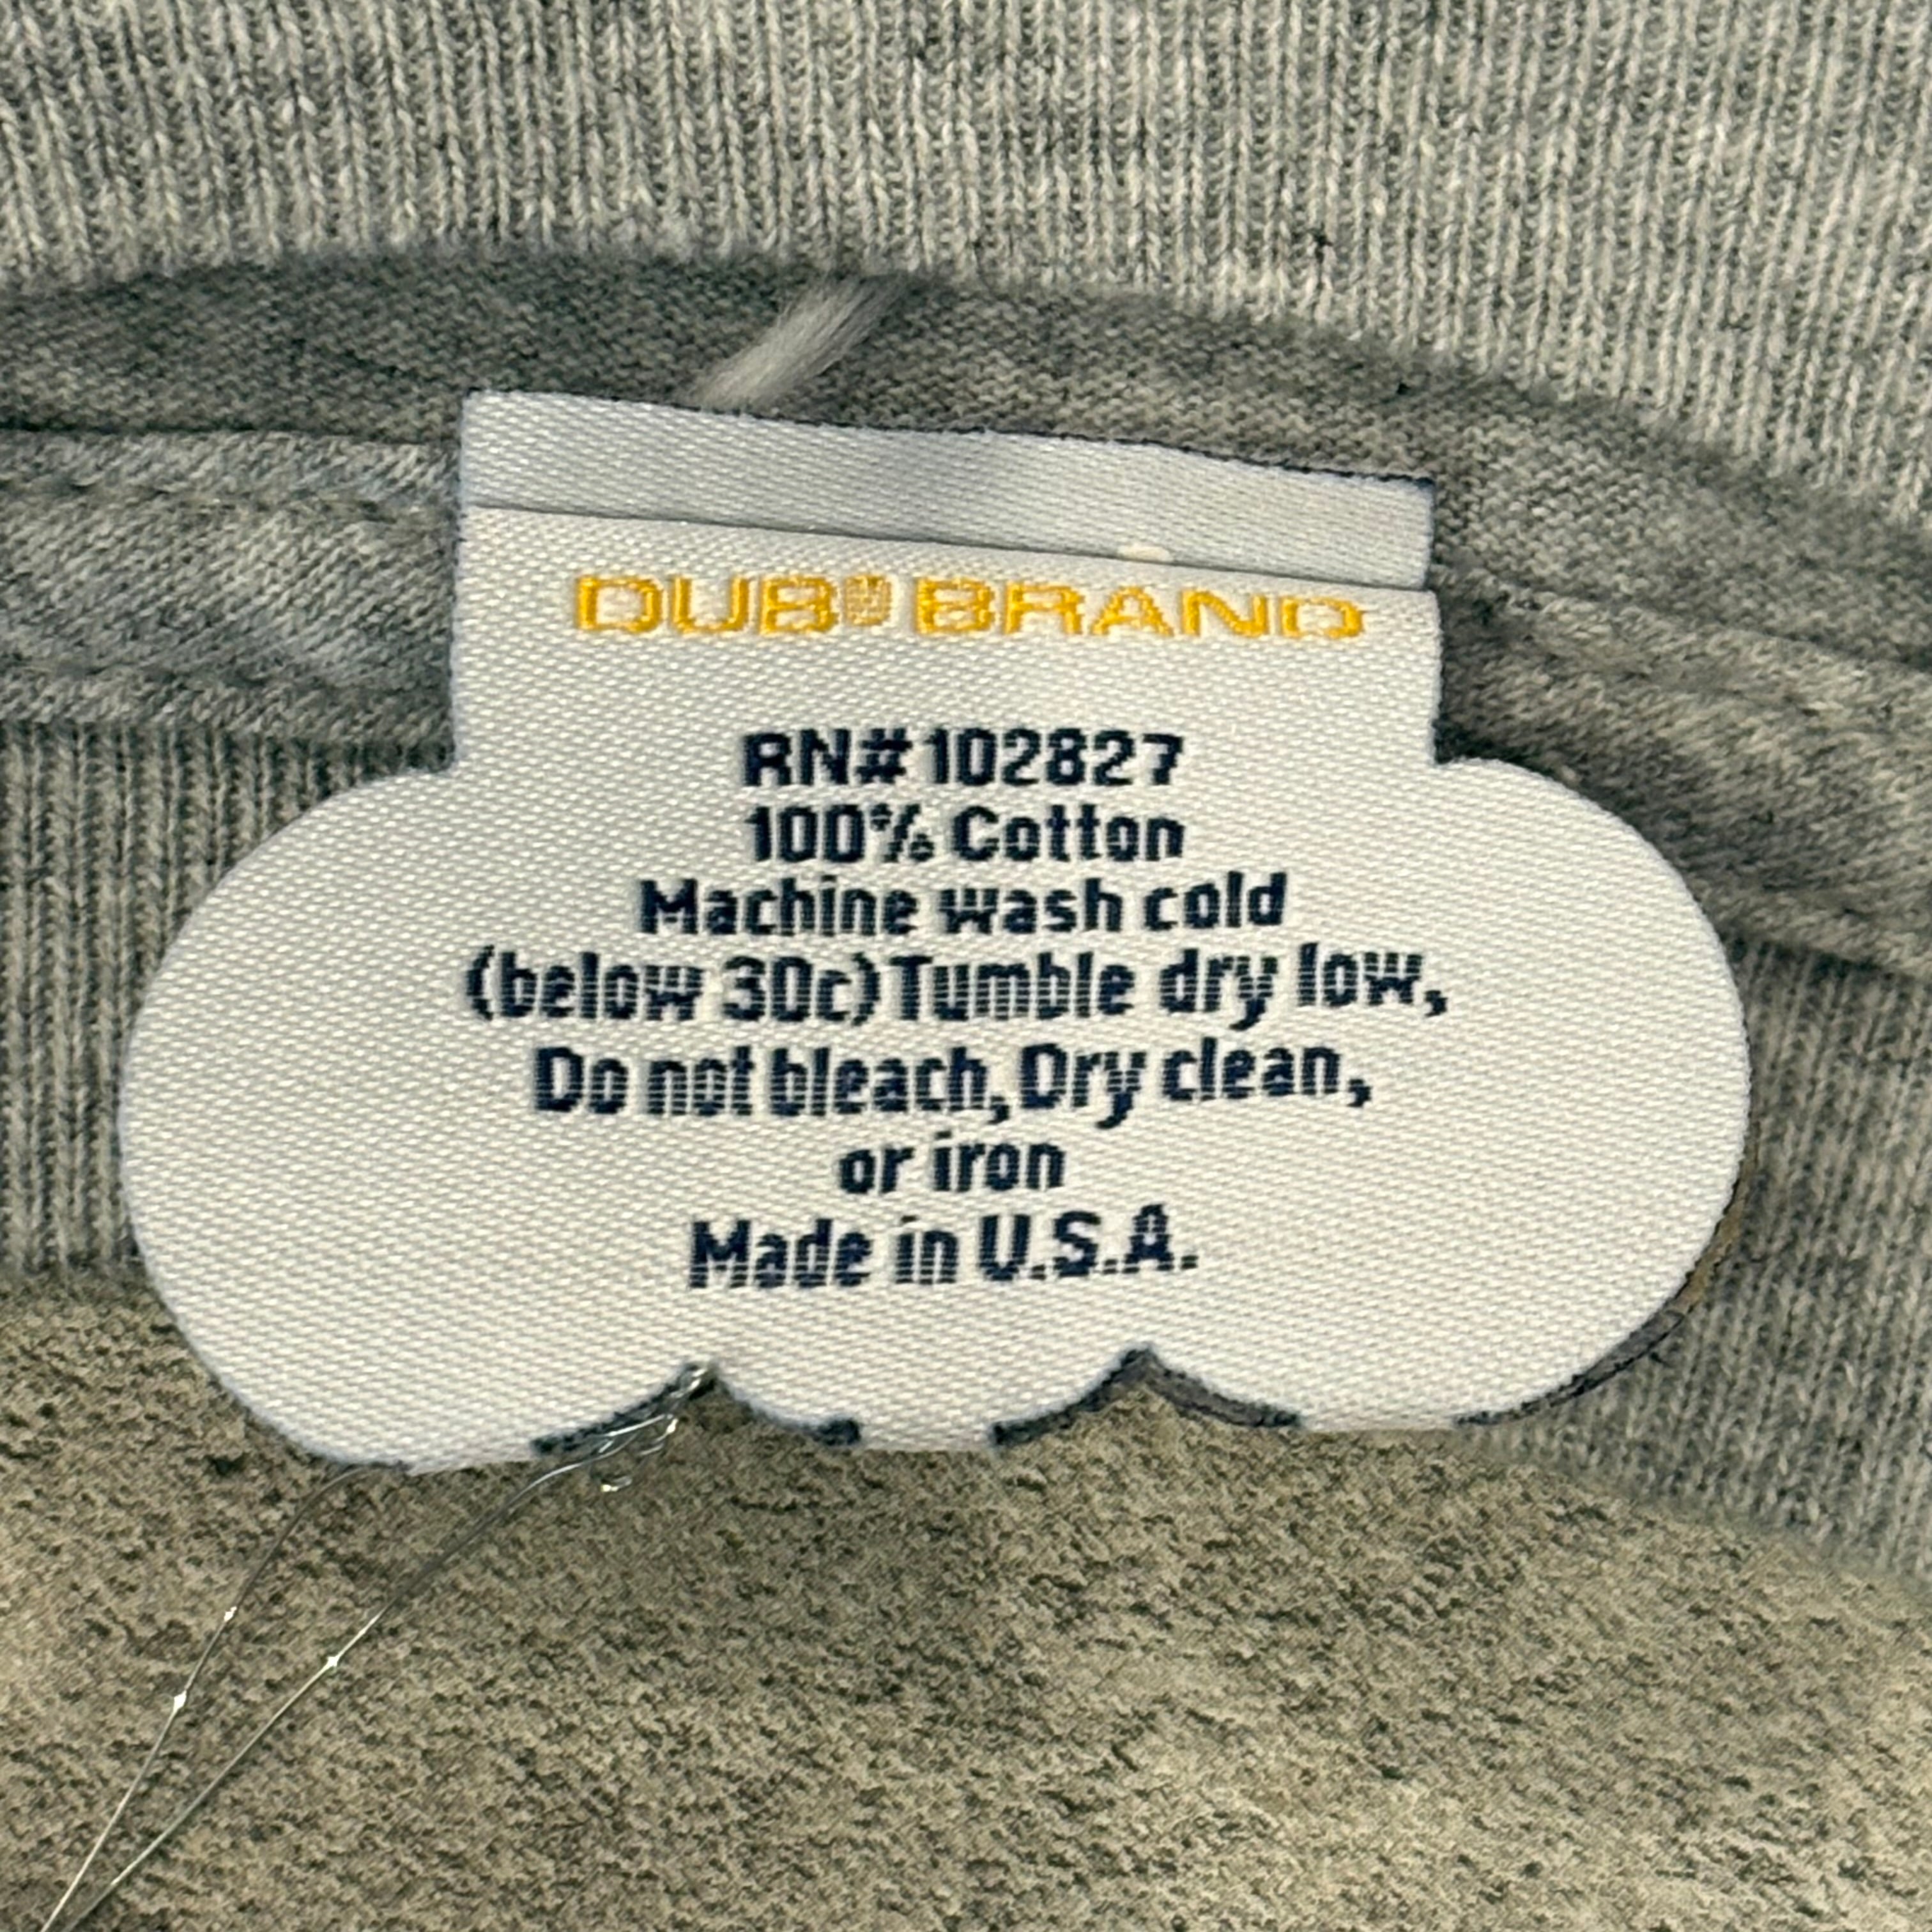 DUB® BRAND
RN# 102827
100% Cotton
Machine wash cold
(below 30c) Tumble dry low,
Do not bleach, Dry clean,
or iron
Made in U.S.A.